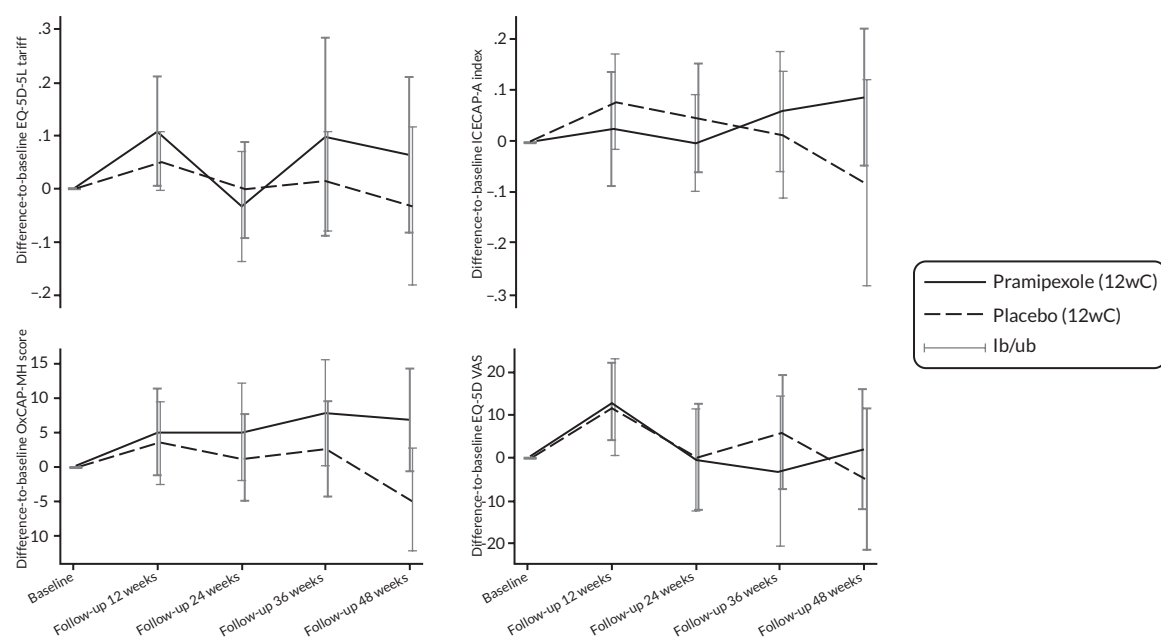 Difference-to-baseline EQ-5D-5L tariff
.3
.2
.1
0
–.1
–.2
Difference-to-baseline ICECAP-A index
.2
.1
0
–.1
–.2
–.3
Pramipexole (12wC)
Placebo (12wC)
lb/ub
Difference-to-baseline OxCAP-MH score
15
10
5
0
-5
-10
Baseline
Follow-up 12 weeks
Follow-up 24 weeks
Follow-up 36 weeks
Follow-up 48 weeks
Difference-to-baseline EQ-5D VAS
20
10
0
-10
-20
Baseline
Follow-up 12 weeks
Follow-up 24 weeks
Follow-up 36 weeks
Follow-up 48 weeks